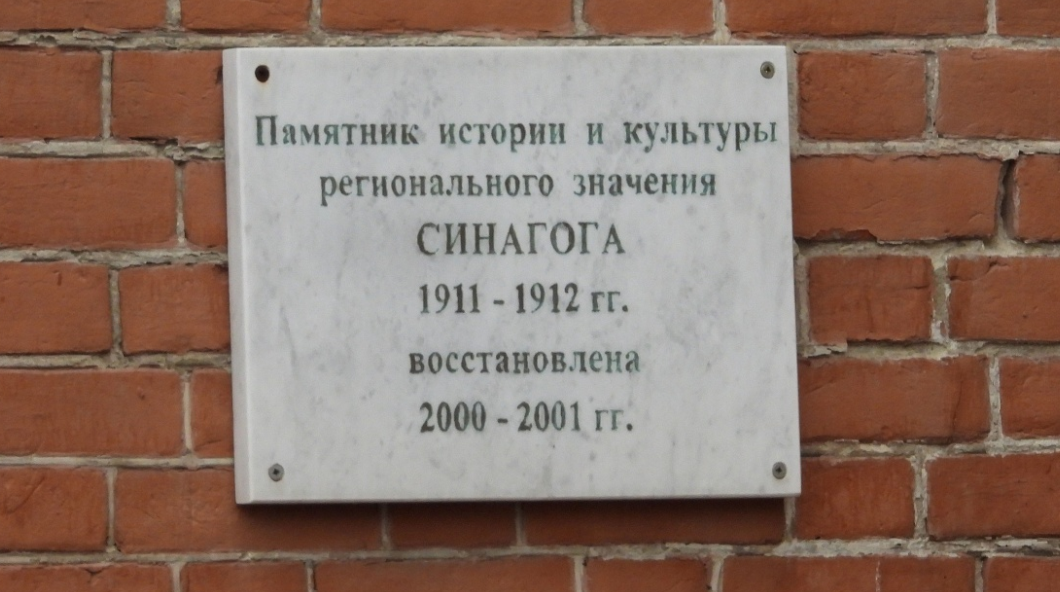 Памятник истории и культуры
регионального значения
СИНАГОГА
1911 - 1912 гг.
восстановлена
2000 - 2001 гг.